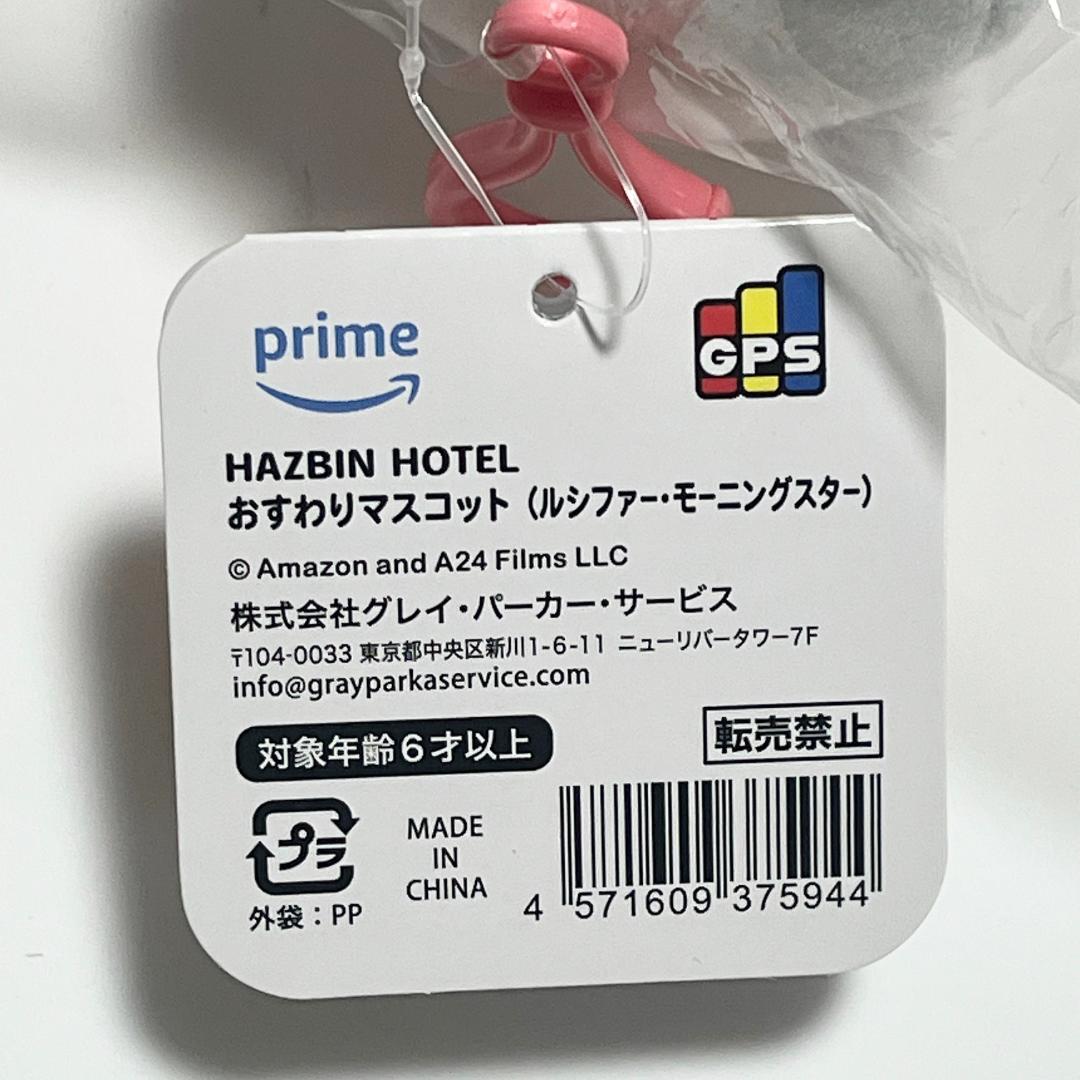 prime
GPS
HAZBIN HOTEL
おすわりマスコット（ルシファー・モーニングスター）
© Amazon and A24 Films LLC
株式会社グレイ・パーカー・サービス
〒104-0033 東京都中央区新川1-6-11 ニューリバータワー7F
info@grayparkaservice.com
対象年齢6才以上
転売禁止
プラ
外袋：PP
MADE
IN
CHINA
4 571609 375944